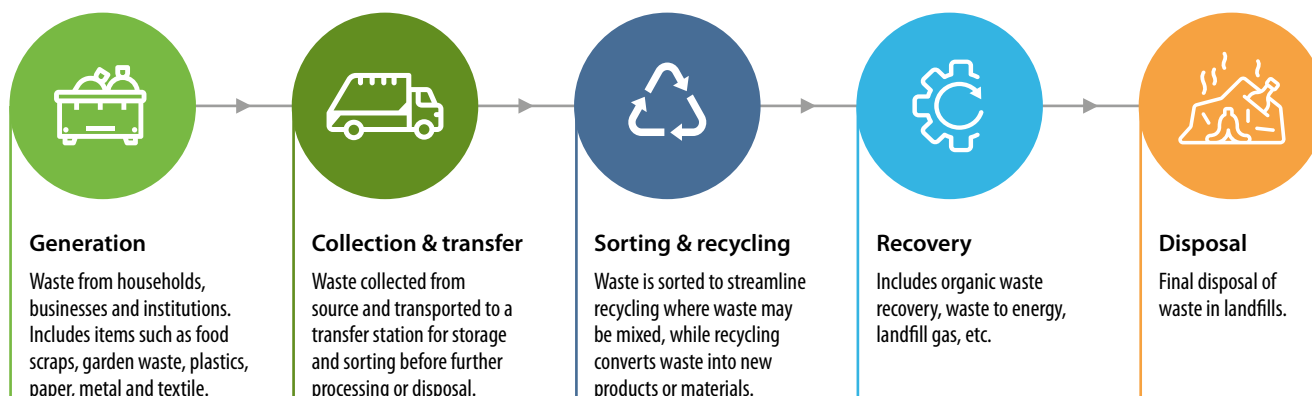 Generation
Waste from households,
businesses and institutions.
Includes items such as food
scraps, garden waste, plastics,
paper, metal and textile.
Collection & transfer
Waste collected from
source and transported to a
transfer station for storage
and sorting before further
processing or disposal.
Sorting & recycling
Waste is sorted to streamline
recycling where waste may
be mixed, while recycling
converts waste into new
products or materials.
Recovery
Includes organic waste
recovery, waste to energy,
landfill gas, etc.
Disposal
Final disposal of
waste in landfills.